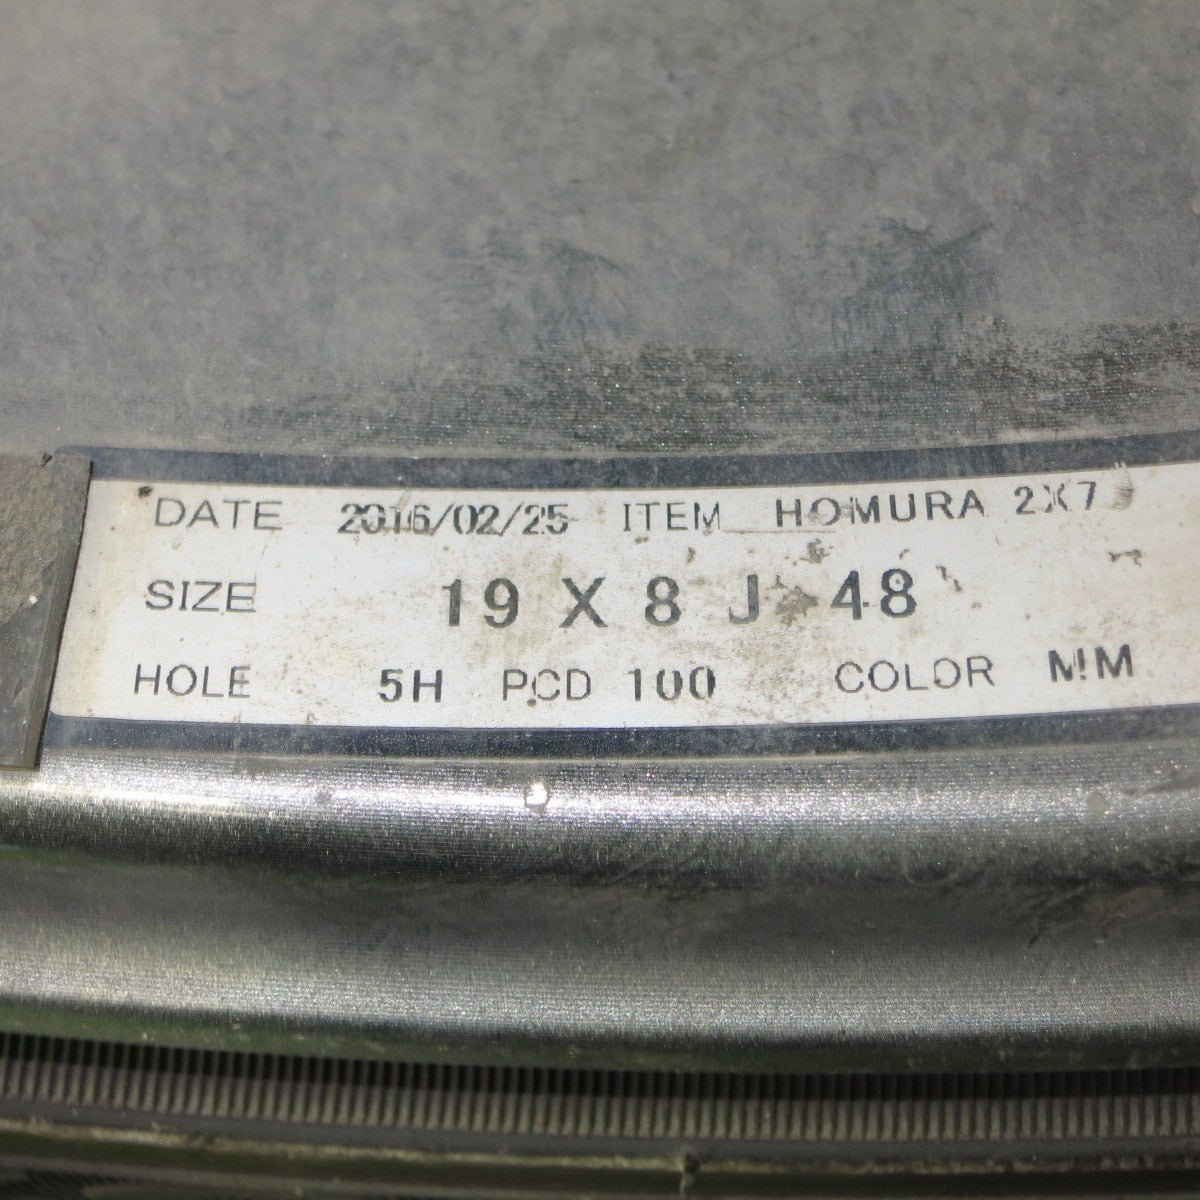 DATE 2016/02/25 ITEM HOMURA 2X7
SIZE 19 X 8 J 48
HOLE 5H PCD 100 COLOR MM